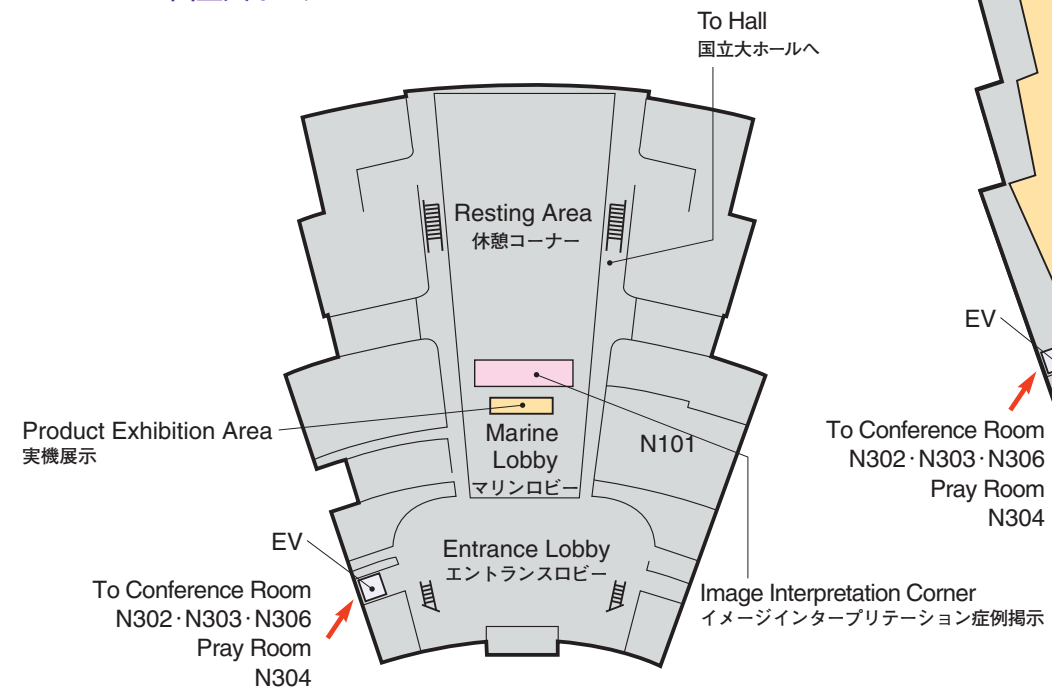 To Hall
国立大ホールへ
Resting Area
休憩コーナー
EV
Product Exhibition Area
実機展示
Marine
Lobby
マリンロビー
N101
To Conference Room
N302·N303·N306
Pray Room
N304
EV
Entrance Lobby
エントランスロビー
To Conference Room
N302·N303·N306
Pray Room
N304
Image Interpretation Corner
イメージインタープリテーション症例掲示